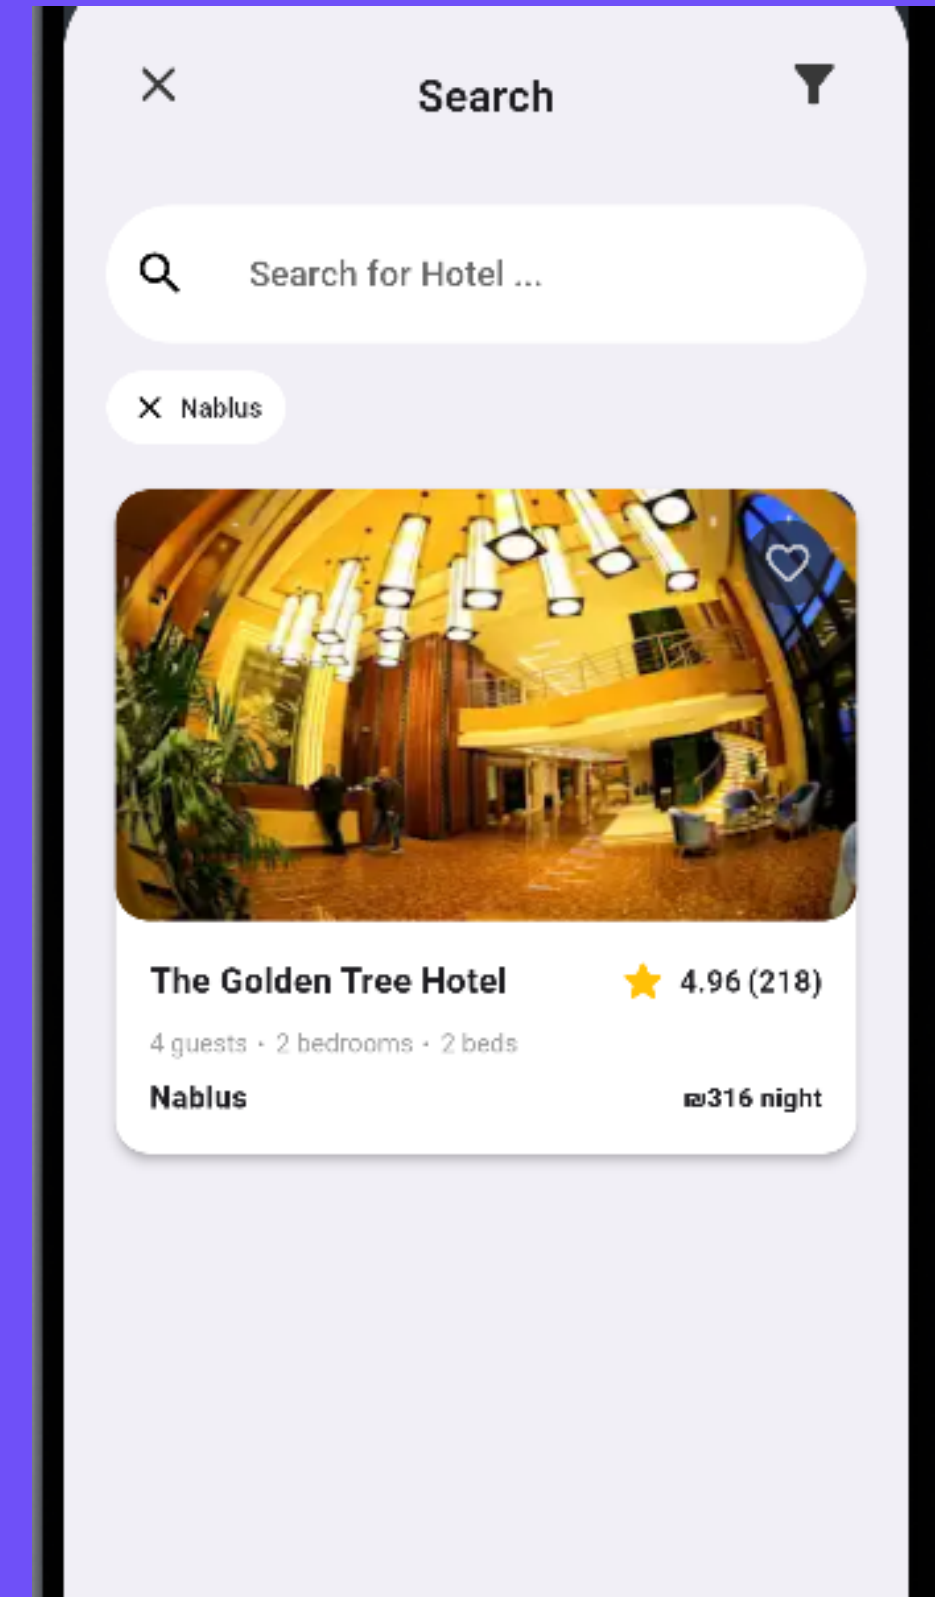 Search
Search for Hotel ...
Nablus
The Golden Tree Hotel 4.96 (218)
4 guests · 2 bedrooms · 2 beds
Nablus ₪316 night